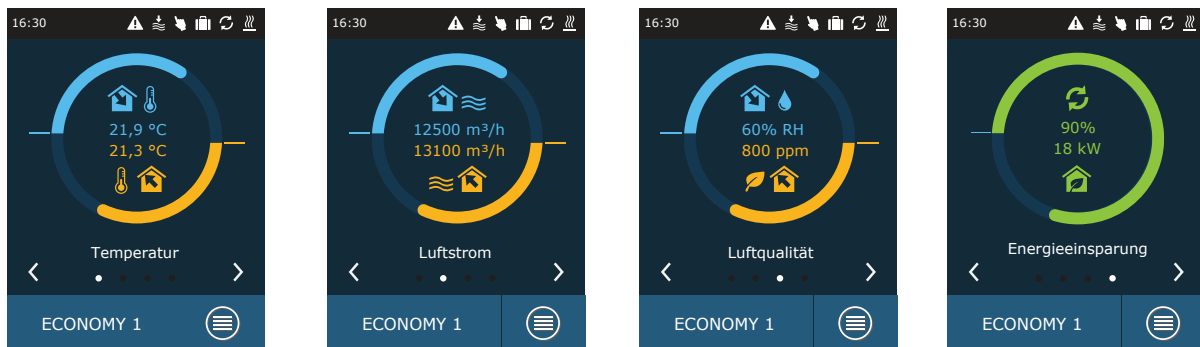 16:30
21,9 °C
21,3 °C
Temperatur
ECONOMY 1
16:30
12500 m³/h
13100 m³/h
Luftstrom
ECONOMY 1
16:30
60% RH
800 ppm
Luftqualität
ECONOMY 1
16:30
90%
18 kW
Energieeinsparung
ECONOMY 1